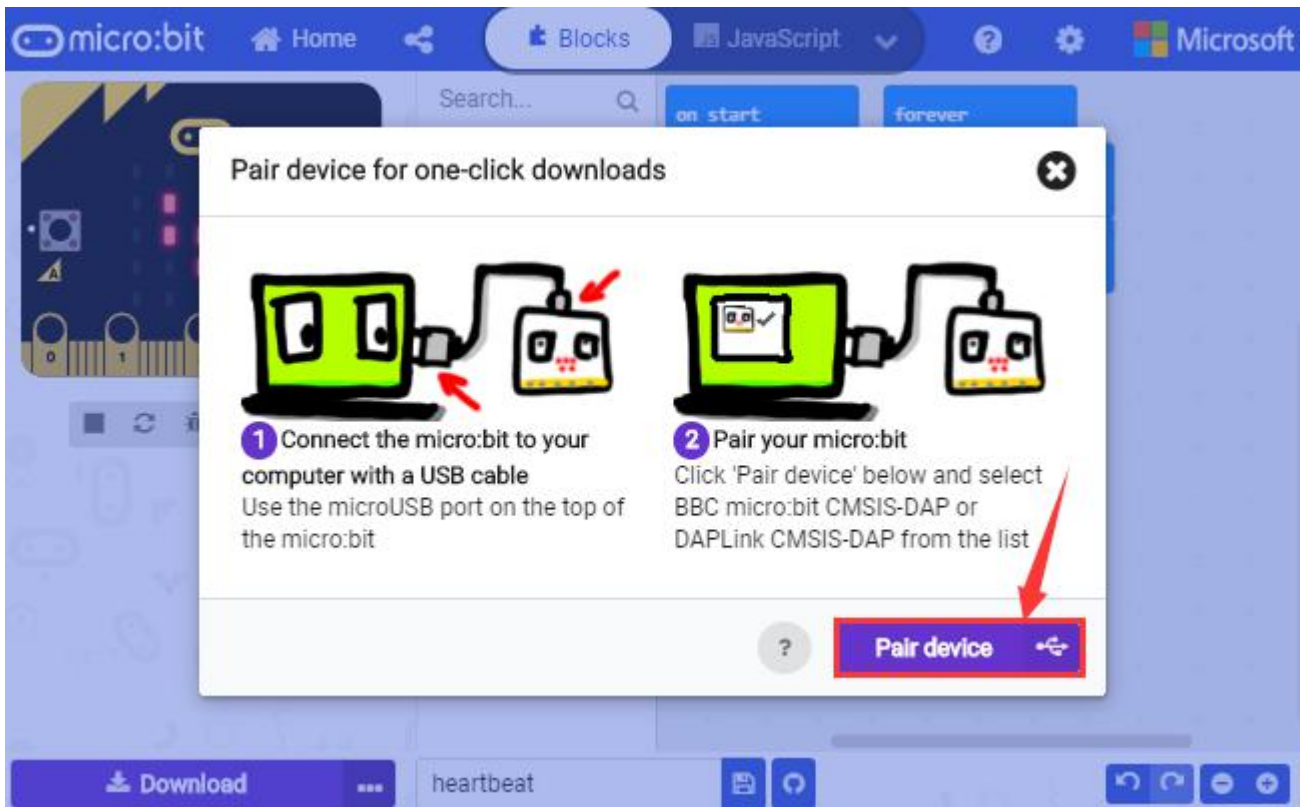 micro:bit Home Blocks JavaScript ? Microsoft
Search...
on start forever
Pair device for one-click downloads
A
0 1
1 Connect the micro:bit to your
computer with a USB cable
Use the microUSB port on the top of
the micro:bit
2 Pair your micro:bit
Click 'Pair device' below and select
BBC micro:bit CMSIS-DAP or
DAPLink CMSIS-DAP from the list
? Pair device
Download ... heartbeat